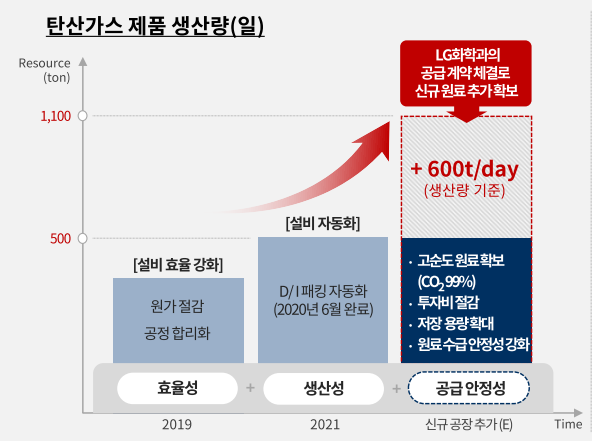 탄산가스 제품 생산량(일)
Resource
(ton)
1,100
500
LG화학과의
공급 계약 체결로
신규 원료 추가 확보
+ 600t/day
(생산량 기준)
[설비 효율 강화]
원가 절감
공정 합리화
[설비 자동화]
D/I 패킹 자동화
(2020년 6월 완료)
· 고순도 원료 확보
(CO2 99%)
· 투자비 절감
· 저장 용량 확대
· 원료 수급 안정성 강화
효율성 + 생산성 + 공급 안정성
2019 2021 신규 공장 추가 (E) Time